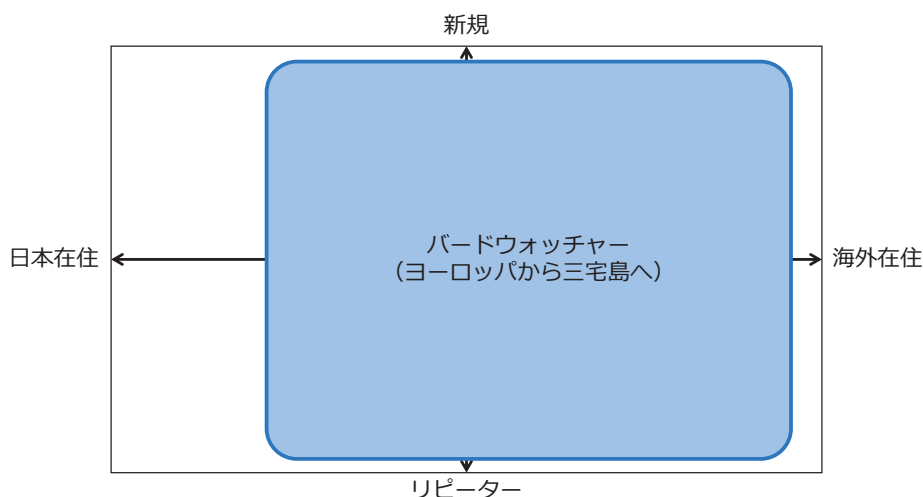 新規
日本在住
バードウォッチャー
（ヨーロッパから三宅島へ）
海外在住
リピーター